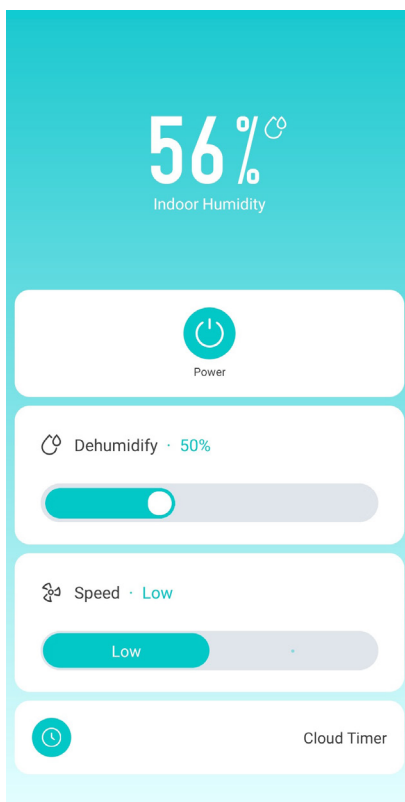 56%
Indoor Humidity
Power
Dehumidify · 50%
Speed · Low
Low
Cloud Timer